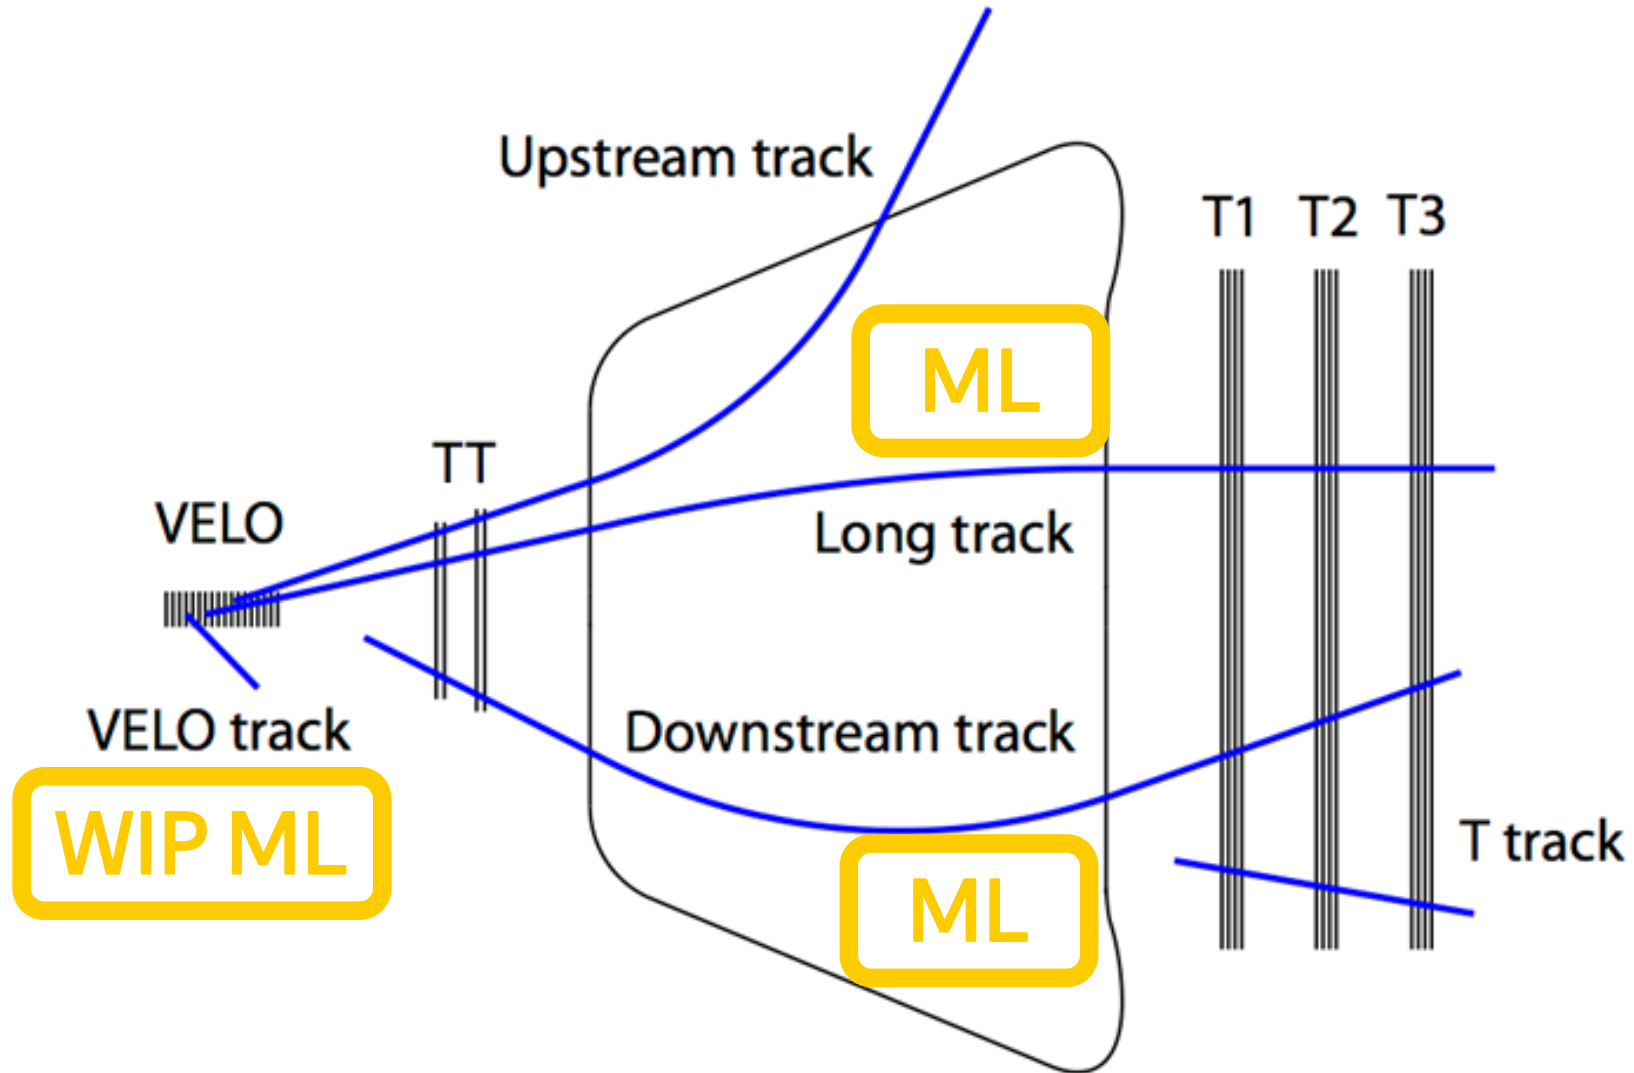 Upstream track
T1 T2 T3
ML
TT
VELO
Long track
VELO track
Downstream track
WIP ML
T track
ML